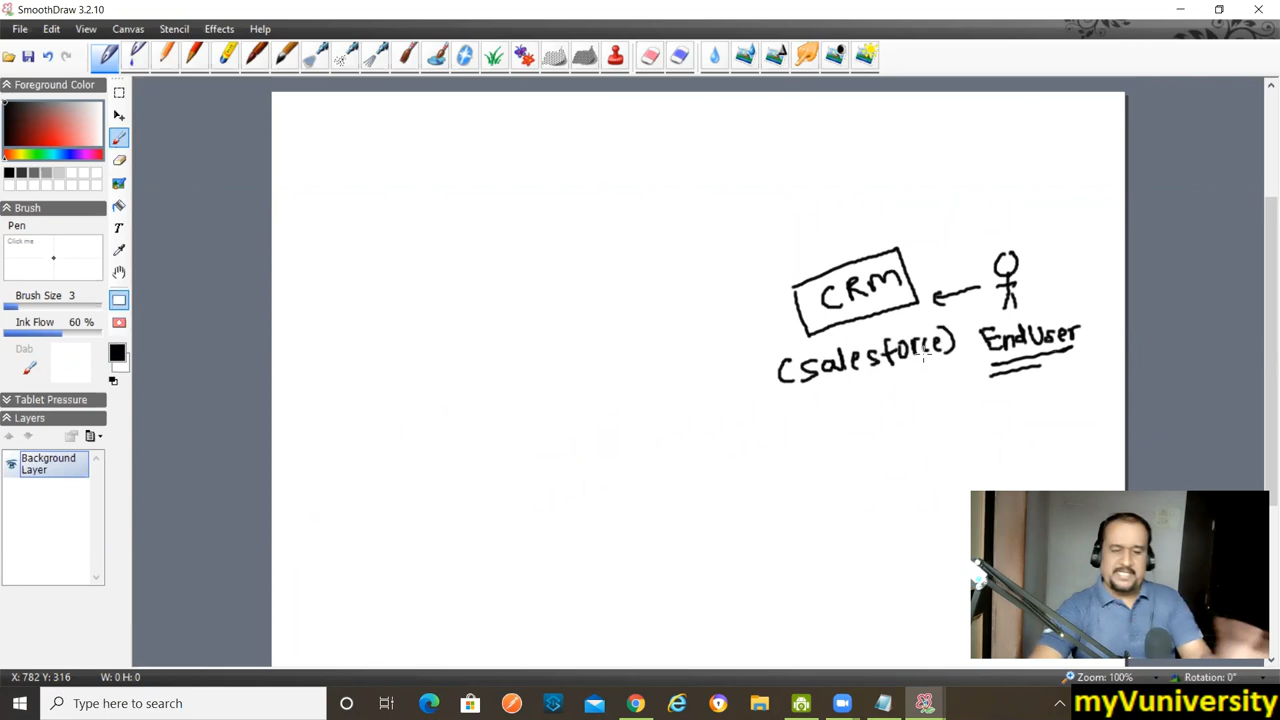 SmoothDraw 3.2.10
File Edit View Canvas Stencil Effects Help
Foreground Color
Brush
Pen
Click me
Brush Size 3
Ink Flow 60 %
Dab
Tablet Pressure
Layers
Background
Layer
CRM
(salesforce) EndUser
X: 782 Y: 316 W: 0 H: 0 Zoom: 100% Rotation: 0°
Type here to search
myVuniversity